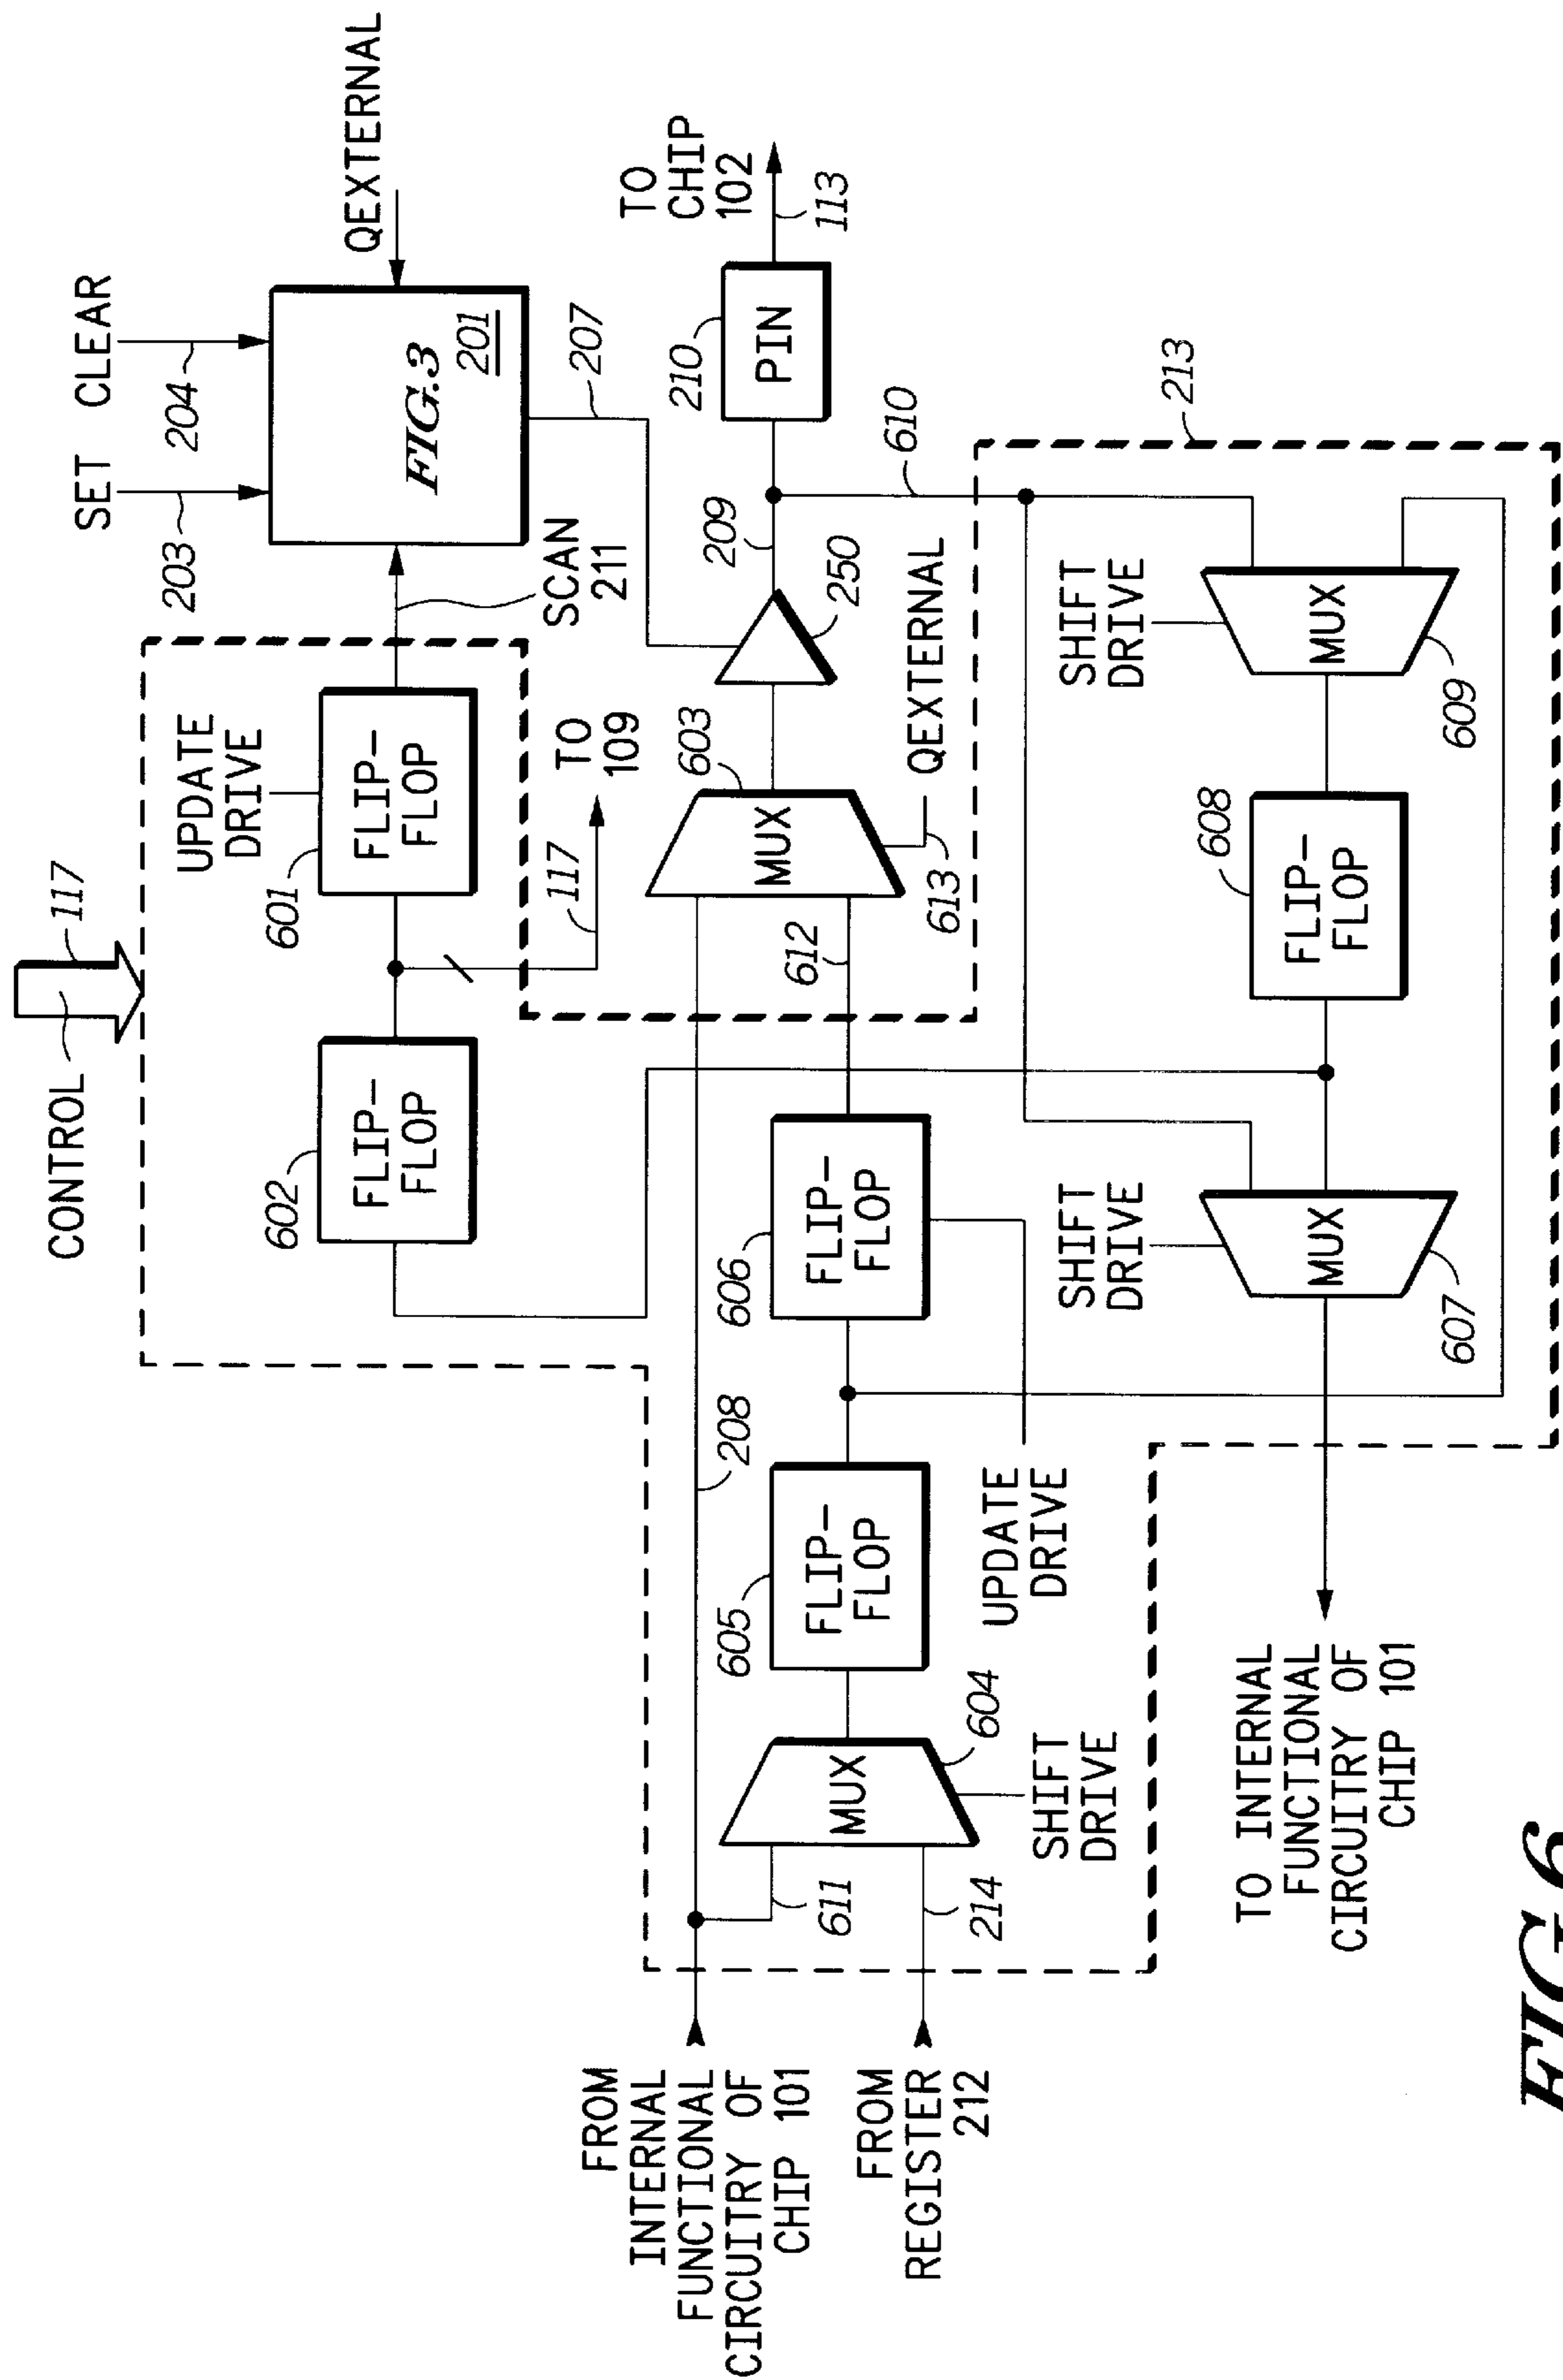 CONTROL
117
UPDATE
DRIVE
602
FLIP-
FLOP
601
FLIP-
FLOP
SET
203
CLEAR
204
FIG.3
201
QEXTERNAL
SCAN
211
207
117
TO
109
FROM
INTERNAL
FUNCTIONAL
CIRCUITRY OF
CHIP 101
208
611
FROM
REGISTER
212
214
MUX
604
SHIFT
DRIVE
605
FLIP-
FLOP
606
FLIP-
FLOP
UPDATE
DRIVE
612
603
MUX
613
QEXTERNAL
250
209
210
PIN
TO
CHIP
102
113
610
213
SHIFT
DRIVE
MUX
607
608
FLIP-
FLOP
SHIFT
DRIVE
MUX
609
TO INTERNAL
FUNCTIONAL
CIRCUITRY OF
CHIP 101
FIG.6